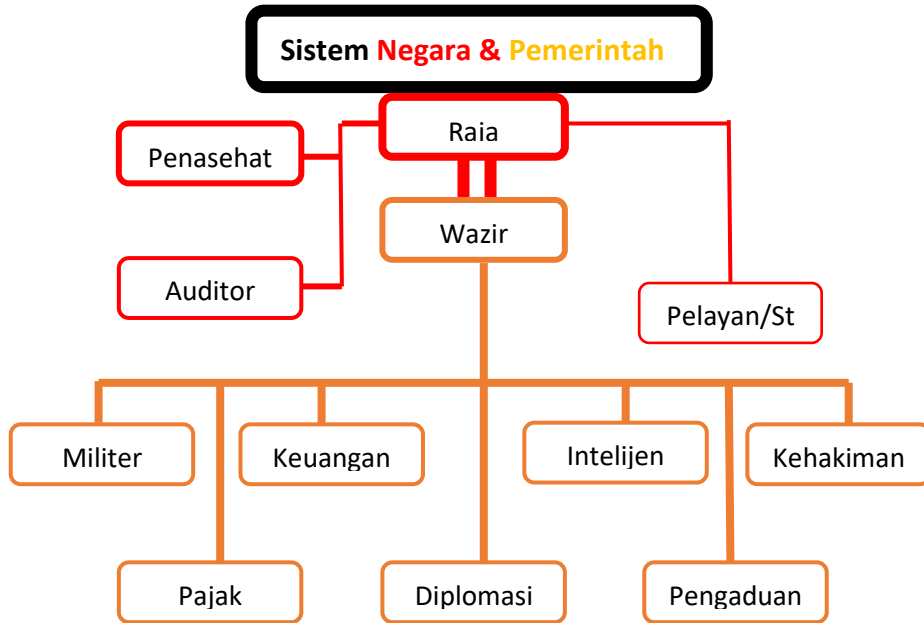 Sistem Negara & Pemerintah
Raia
Penasehat
Wazir
Auditor
Pelayan/St
Militer
Keuangan
Intelijen
Kehakiman
Pajak
Diplomasi
Pengaduan